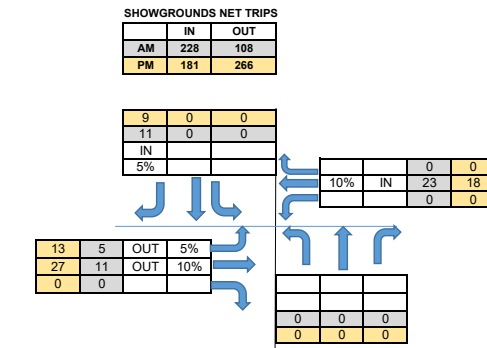 SHOWGROUNDS NET TRIPS
IN OUT
AM 228 108
PM 181 266
9 0 0
11 0 0
IN
5%
0 0
10% IN 23 18
0 0
13 5 OUT 5%
27 11 OUT 10%
0 0
0 0 0
0 0 0